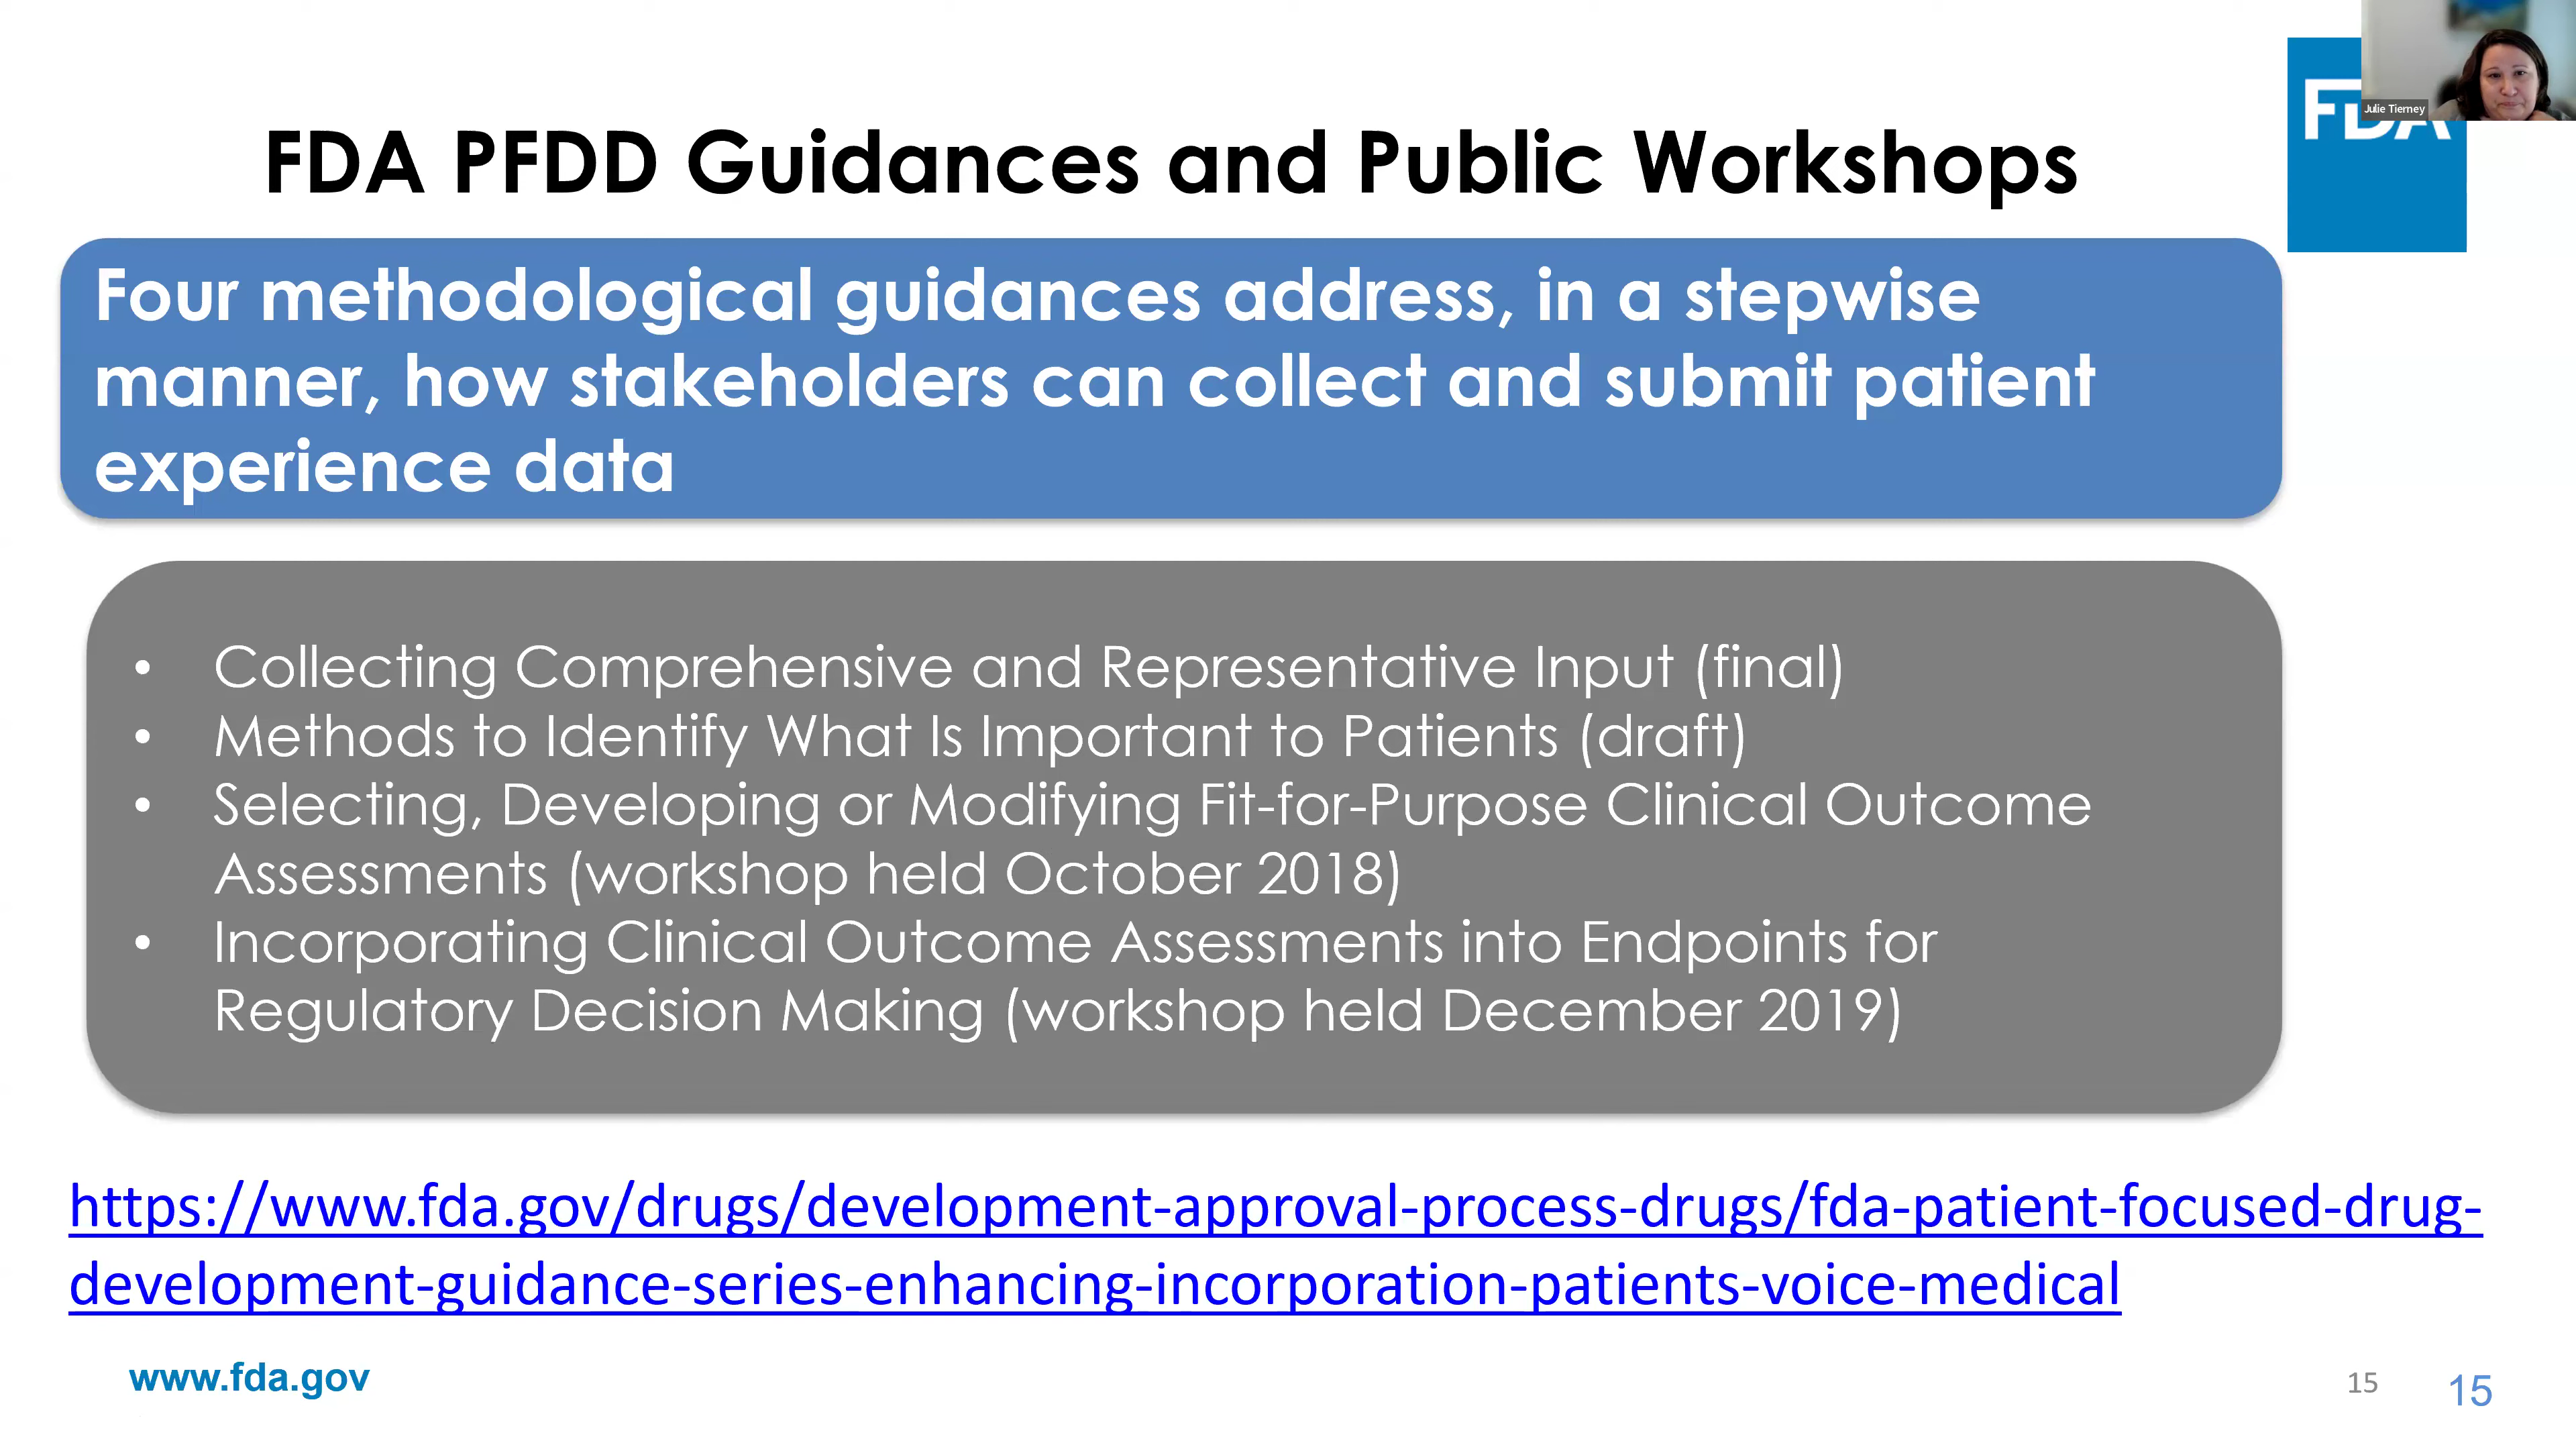 Julie Tierney
FDA
FDA PFDD Guidances and Public Workshops
Four methodological guidances address, in a stepwise
manner, how stakeholders can collect and submit patient
experience data
• Collecting Comprehensive and Representative Input (final)
• Methods to Identify What Is Important to Patients (draft)
• Selecting, Developing or Modifying Fit-for-Purpose Clinical Outcome
Assessments (workshop held October 2018)
• Incorporating Clinical Outcome Assessments into Endpoints for
Regulatory Decision Making (workshop held December 2019)
https://www.fda.gov/drugs/development-approval-process-drugs/fda-patient-focused-drug-
development-guidance-series-enhancing-incorporation-patients-voice-medical
www.fda.gov
15
15